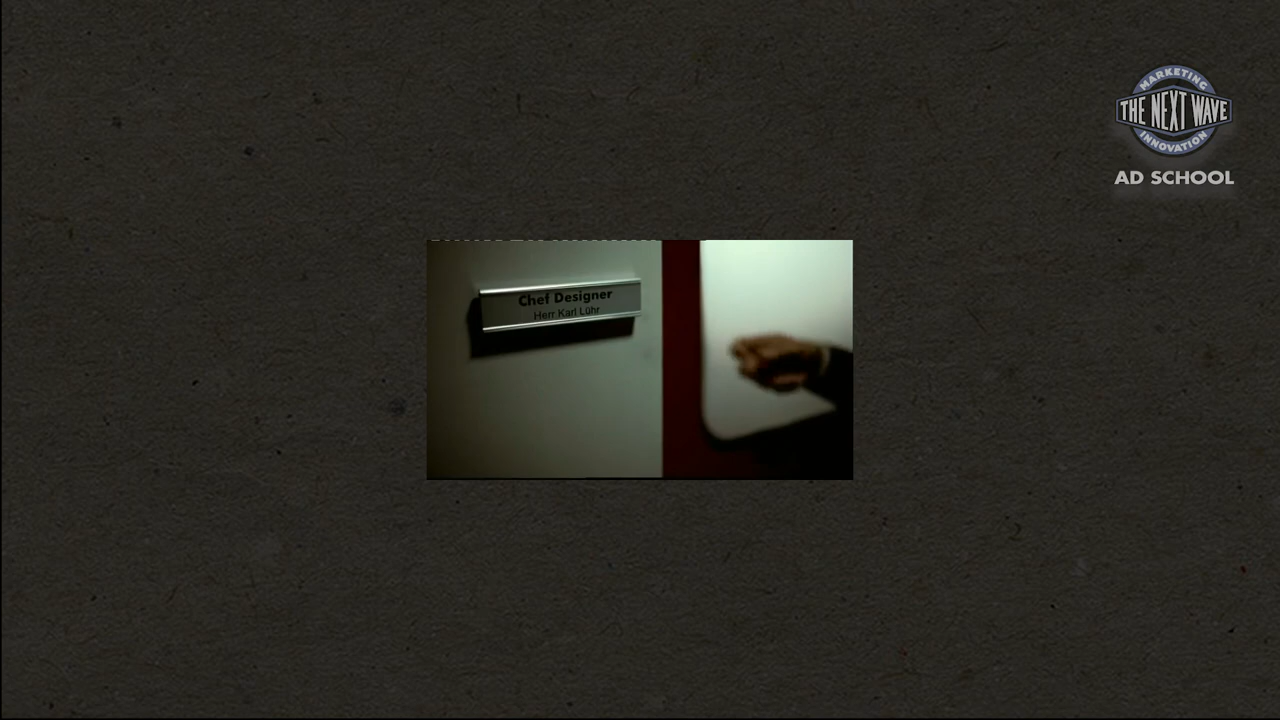 MARKETING
THE NEXT WAVE
INNOVATION
AD SCHOOL
Chef Designer
Herr Karl Lühr